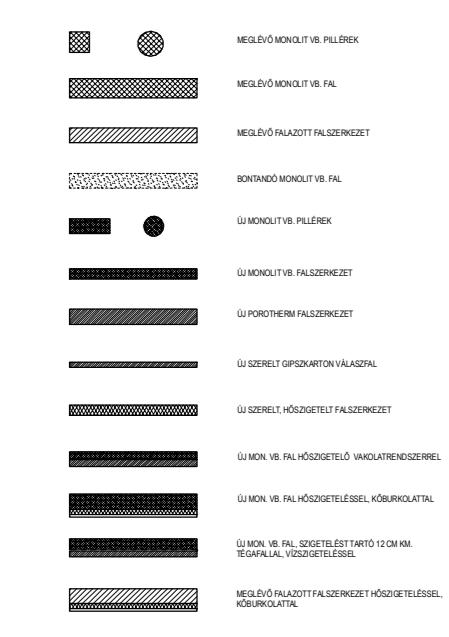 MEGLÉVŐ MONOLIT VB. PILLÉREK
MEGLÉVŐ MONOLIT VB. FAL
MEGLÉVŐ FALAZOTT FALSZERKEZET
BONTANDÓ MONOLIT VB. FAL
ÚJ MONOLIT VB. PILLÉREK
ÚJ MONOLIT VB. FALSZERKEZET
ÚJ POROTHERM FALSZERKEZET
ÚJ SZERELT GIPSZKARTON VÁLASZFAL
ÚJ SZERELT, HŐSZIGETELT FALSZERKEZET
ÚJ MON. VB. FAL HŐSZIGETELŐ VAKOLATRENDSZERREL
ÚJ MON. VB. FAL HŐSZIGETELÉSSEL, KŐBURKOLATTAL
ÚJ MON. VB. FAL, SZIGETELÉST TARTÓ 12 CM KM.
TÉGAFALLAL, VÍZSZIGETELÉSSEL
MEGLÉVŐ FALAZOTT FALSZERKEZET HŐSZIGETELÉSSEL,
KŐBURKOLATTAL